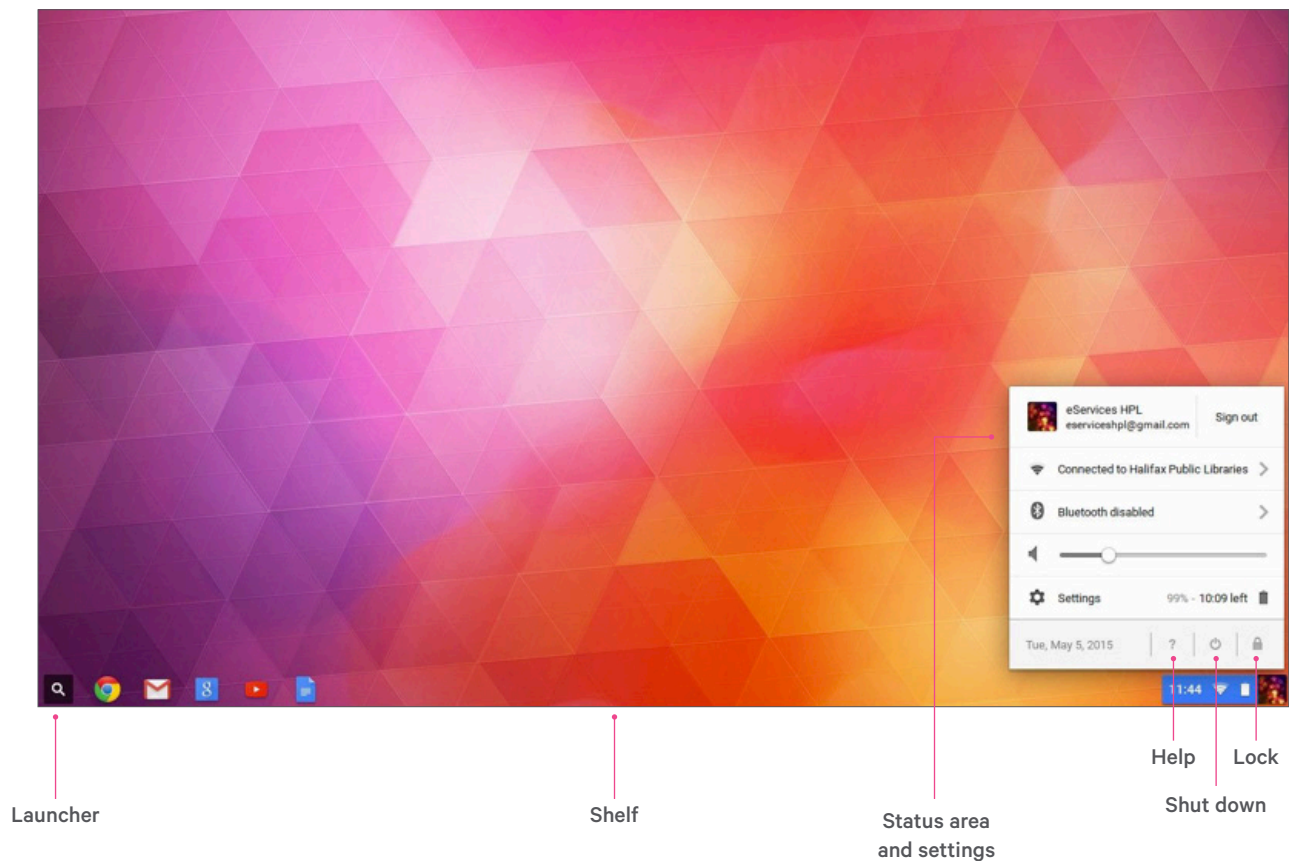 eServices HPL
eserviceshpl@gmail.com
Sign out
Connected to Halifax Public Libraries
Bluetooth disabled
Settings
99% - 10:09 left
Tue, May 5, 2015
?
8
11:44
Help
Lock
Launcher
Shelf
Status area
and settings
Shut down